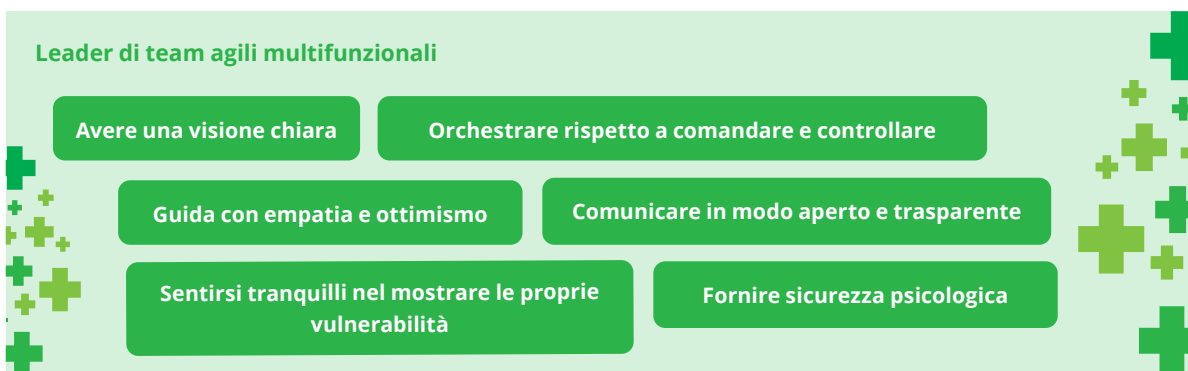 Leader di team agili multifunzionali
Avere una visione chiara
Orchestrare rispetto a comandare e controllare
Guida con empatia e ottimismo
Comunicare in modo aperto e trasparente
Sentirsi tranquilli nel mostrare le proprie
vulnerabilità
Fornire sicurezza psicologica